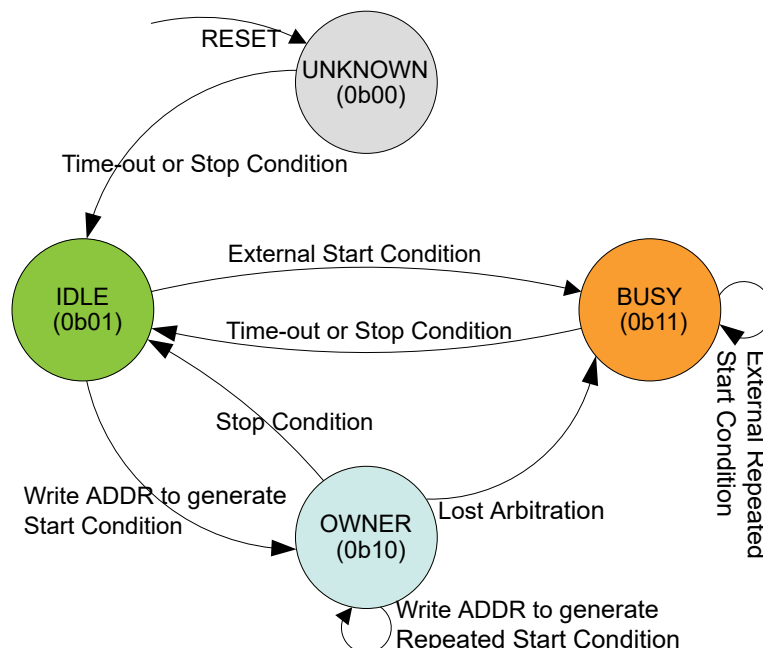 RESET
UNKNOWN
(0b00)
Time-out or Stop Condition
External Start Condition
IDLE
(0b01)
BUSY
(0b11)
Time-out or Stop Condition
External Repeated
Start Condition
Stop Condition
Write ADDR to generate
Start Condition
OWNER
(0b10)
Lost Arbitration
Write ADDR to generate
Repeated Start Condition